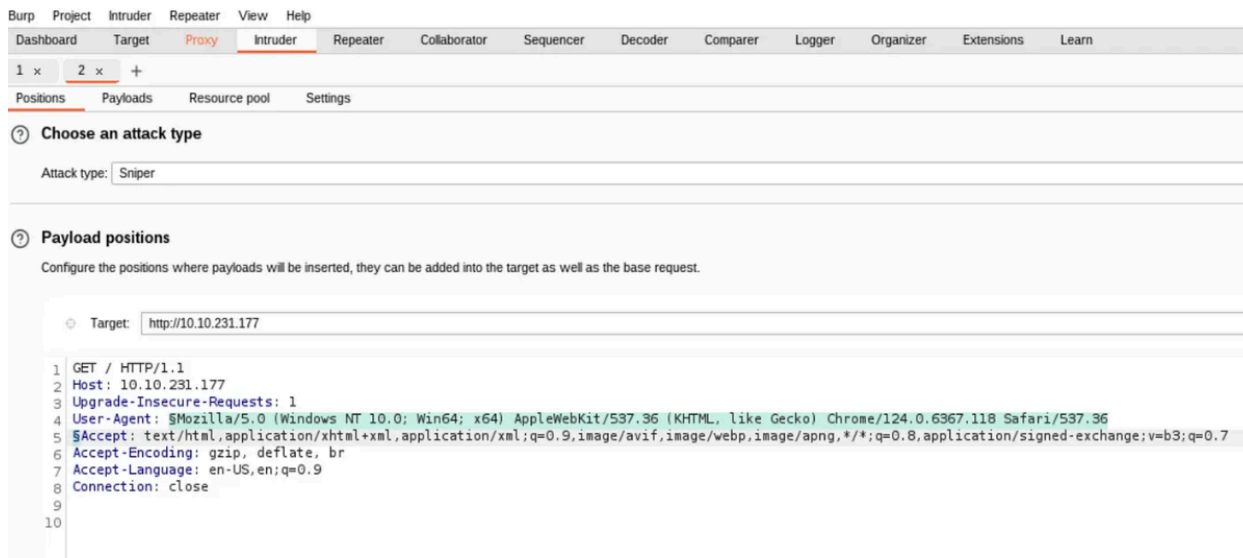 Burp Project Intruder Repeater View Help
Dashboard Target Proxy Intruder Repeater Collaborator Sequencer Decoder Comparer Logger Organizer Extensions Learn
1 × 2 × +
Positions Payloads Resource pool Settings
? Choose an attack type
Attack type: Sniper
? Payload positions
Configure the positions where payloads will be inserted, they can be added into the target as well as the base request.
Target: http://10.10.231.177
1 GET / HTTP/1.1
2 Host: 10.10.231.177
3 Upgrade-Insecure-Requests: 1
4 User-Agent: §Mozilla/5.0 (Windows NT 10.0; Win64; x64) AppleWebKit/537.36 (KHTML, like Gecko) Chrome/124.0.6367.118 Safari/537.36
5 §Accept: text/html,application/xhtml+xml,application/xml;q=0.9,image/avif,image/webp,image/apng,*/*;q=0.8,application/signed-exchange;v=b3;q=0.7
6 Accept-Encoding: gzip, deflate, br
7 Accept-Language: en-US,en;q=0.9
8 Connection: close
9
10